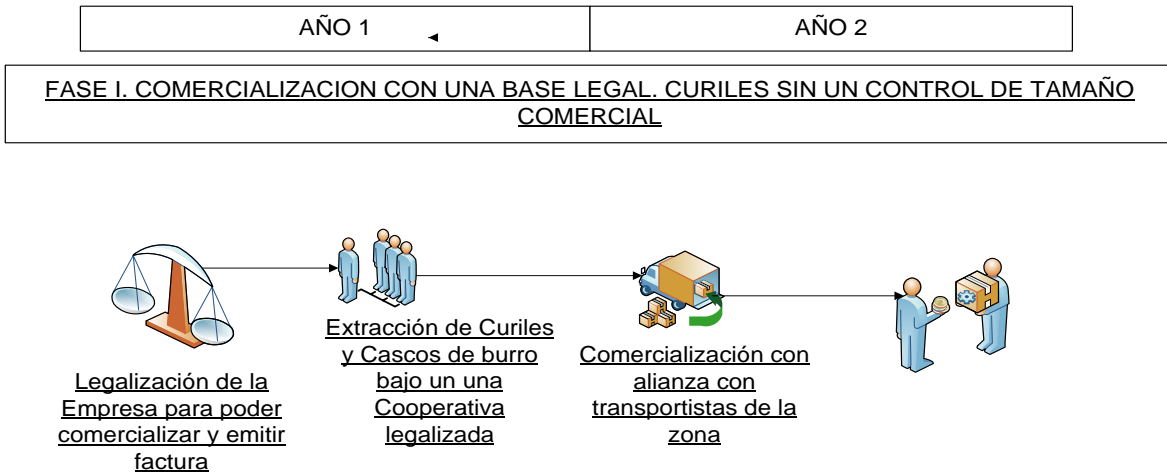 AÑO 1
AÑO 2
FASE I. COMERCIALIZACION CON UNA BASE LEGAL. CURILES SIN UN CONTROL DE TAMAÑO
COMERCIAL
Legalización de la
Empresa para poder
comercializar y emitir
factura
Extracción de Curiles
y Cascos de burro
bajo un una
Cooperativa
legalizada
Comercialización con
alianza con
transportistas de la
zona